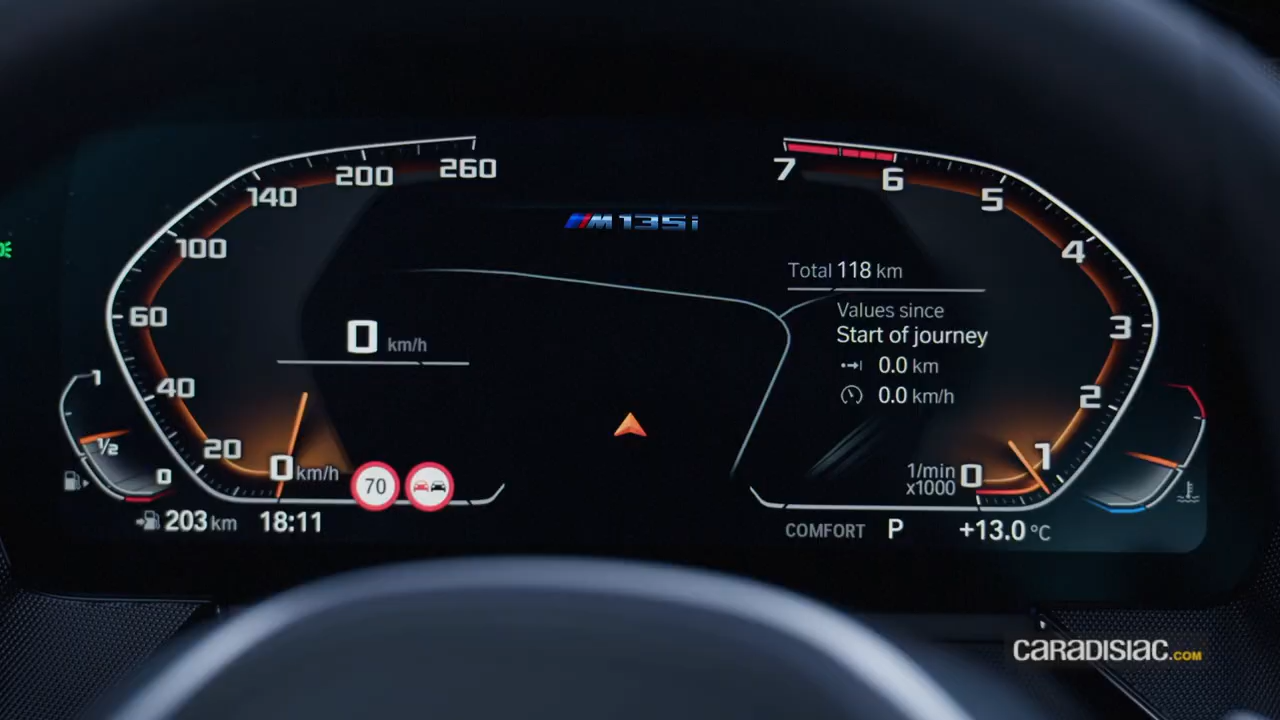 M135i
260
200
140
100
60
40
20
0 km/h
0 km/h
70
1
1/2
0
203 km
18:11
7
6
5
4
3
2
1
0
1/min
x1000
Total 118 km
Values since
Start of journey
0.0 km
0.0 km/h
COMFORT P +13.0 °C
CARADISIAC.COM